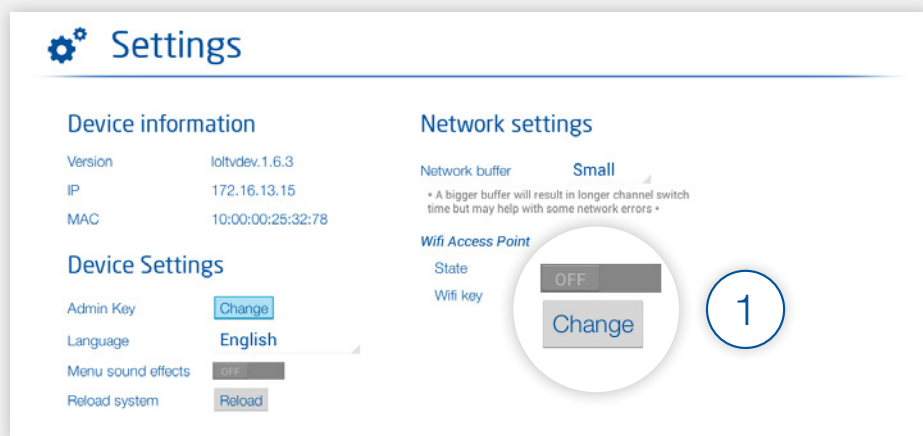 Settings
Device information
Version loltvdev.1.6.3
IP 172.16.13.15
MAC 10:00:00:25:32:78
Device Settings
Admin Key Change
Language English
Menu sound effects OFF
Reload system Reload
Network settings
Network buffer Small
* A bigger buffer will result in longer channel switch
time but may help with some network errors *
Wifi Access Point
State OFF
Wifi key Change
1